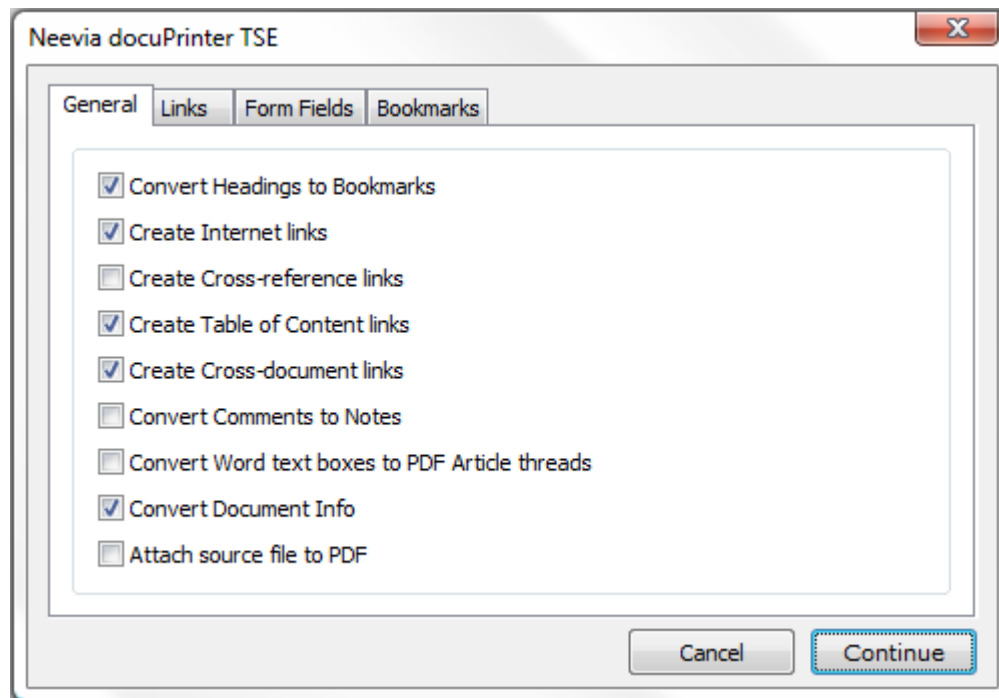 Neevia docuPrinter TSE
General Links Form Fields Bookmarks
Convert Headings to Bookmarks
Create Internet links
Create Cross-reference links
Create Table of Content links
Create Cross-document links
Convert Comments to Notes
Convert Word text boxes to PDF Article threads
Convert Document Info
Attach source file to PDF
Cancel Continue